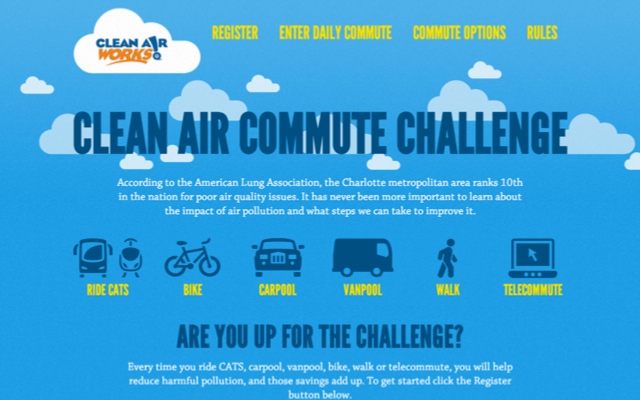 CLEAN AIR
WORKS
REGISTER
ENTER DAILY COMMUTE
COMMUTE OPTIONS
RULES
CLEAN AIR COMMUTE CHALLENGE
According to the American Lung Association, the Charlotte metropolitan area ranks 10th
in the nation for poor air quality issues. It has never been more important to learn about
the impact of air pollution and what steps we can take to improve it.
RIDE CATS
BIKE
CARPOOL
VANPOOL
WALK
TELECOMMUTE
ARE YOU UP FOR THE CHALLENGE?
Every time you ride CATS, carpool, vanpool, bike, walk or telecommute, you will help
reduce harmful pollution, and those savings add up. To get started click the Register
button below.